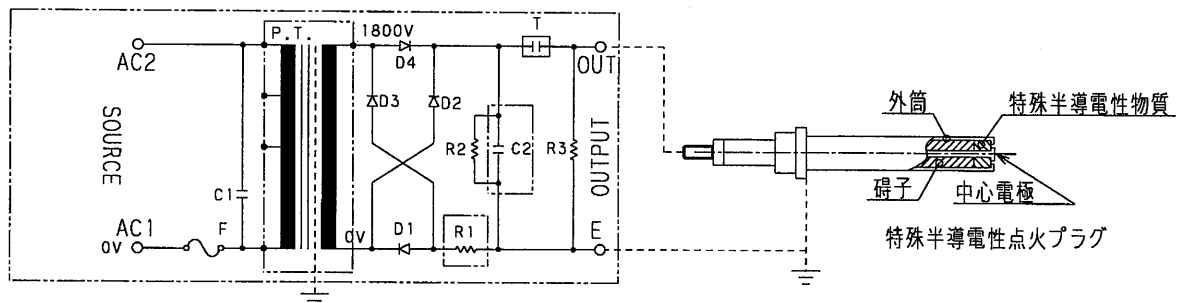 P.T.
1800V
T
AC2
OUT
D4
D3
D2
外筒
特殊半導電性物質
SOURCE
OUTPUT
R2
C2
R3
C1
碍子
中心電極
AC1
0V
F
0V
D1
R1
E
特殊半導電性点火プラグ